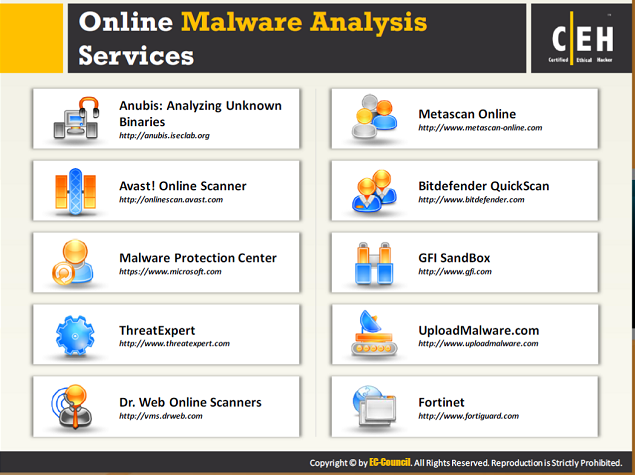 Online Malware Analysis
Services
C|EH
Certified Ethical Hacker
Anubis: Analyzing Unknown
Binaries
http://anubis.iseclab.org
Avast! Online Scanner
http://onlinescan.avast.com
Malware Protection Center
https://www.microsoft.com
ThreatExpert
http://www.threatexpert.com
Dr. Web Online Scanners
http://vms.drweb.com
Metascan Online
http://www.metascan-online.com
Bitdefender QuickScan
http://www.bitdefender.com
GFI SandBox
http://www.gfi.com
UploadMalware.com
http://www.uploadmalware.com
Fortinet
http://www.fortiguard.com
Copyright © by EC-Council. All Rights Reserved. Reproduction is Strictly Prohibited.